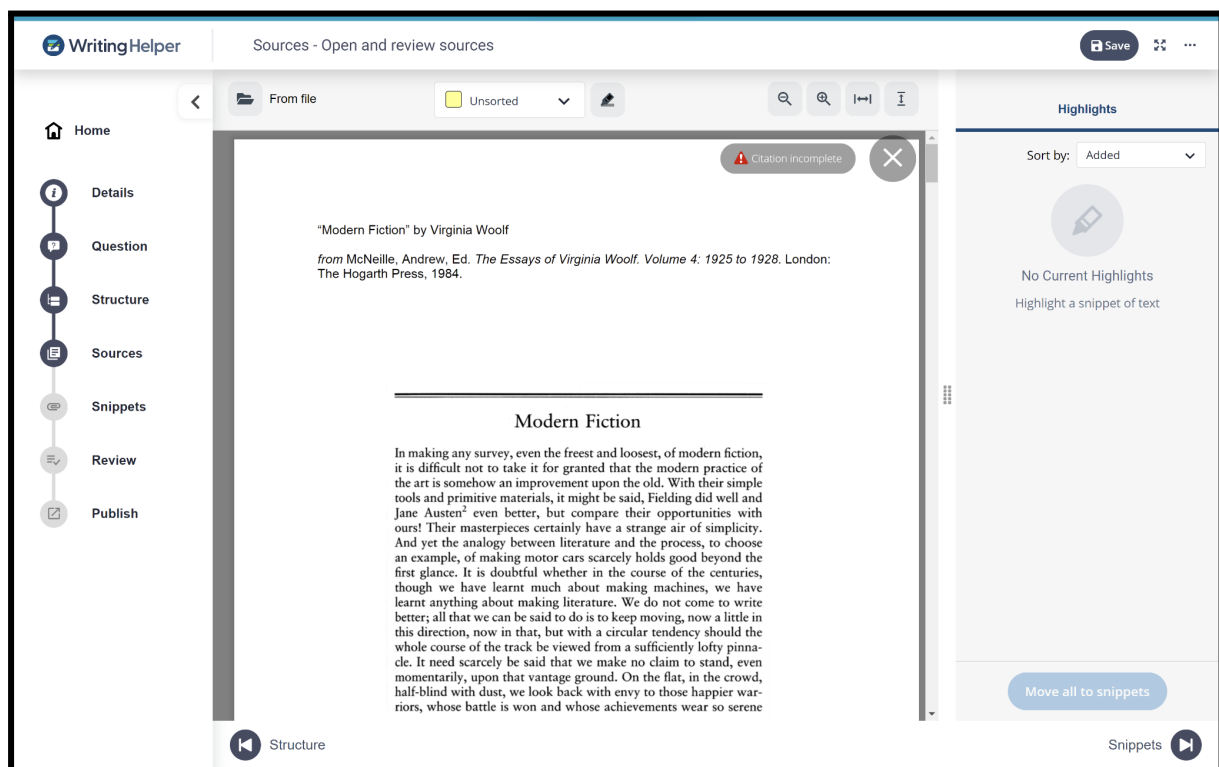 WritingHelper
Sources - Open and review sources
Save
Home
Details
Question
Structure
Sources
Snippets
Review
Publish
From file
Unsorted
Citation incomplete
“Modern Fiction” by Virginia Woolf
from McNeille, Andrew, Ed. The Essays of Virginia Woolf. Volume 4: 1925 to 1928. London:
The Hogarth Press, 1984.
Modern Fiction
In making any survey, even the freest and loosest, of modern fiction,
it is difficult not to take it for granted that the modern practice of
the art is somehow an improvement upon the old. With their simple
tools and primitive materials, it might be said, Fielding did well and
Jane Austen² even better, but compare their opportunities with
ours! Their masterpieces certainly have a strange air of simplicity.
And yet the analogy between literature and the process, to choose
an example, of making motor cars scarcely holds good beyond the
first glance. It is doubtful whether in the course of the centuries,
though we have learnt much about making machines, we have
learnt anything about making literature. We do not come to write
better; all that we can be said to do is to keep moving, now a little in
this direction, now in that, but with a circular tendency should the
whole course of the track be viewed from a sufficiently lofty pinna-
cle. It need scarcely be said that we make no claim to stand, even
momentarily, upon that vantage ground. On the flat, in the crowd,
half-blind with dust, we look back with envy to those happier war-
riors, whose battle is won and whose achievements wear so serene
Highlights
Sort by: Added
No Current Highlights
Highlight a snippet of text
Move all to snippets
Structure
Snippets